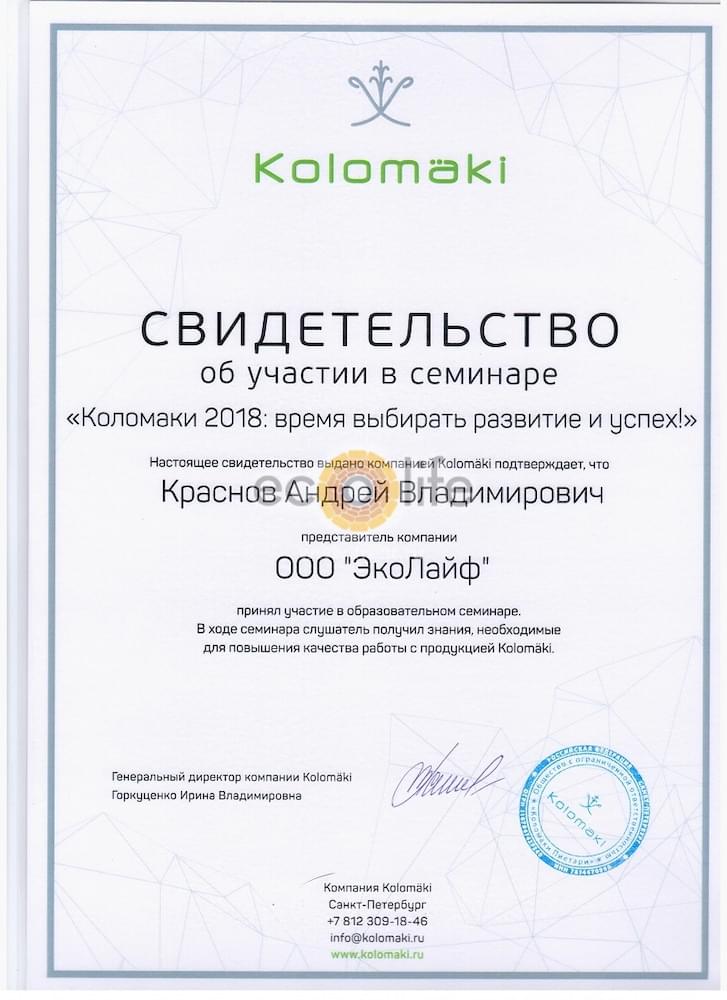 Kolomäki
СВИДЕТЕЛЬСТВО
об участии в семинаре
«Коломаки 2018: время выбирать развитие и успех!»
Настоящее свидетельство выдано компанией Kolomäki подтверждает, что
ecolife
Краснов Андрей Владимирович
представитель компании
ООО "ЭкоЛайф"
принял участие в образовательном семинаре.
В ходе семинара слушатель получил знания, необходимые
для повышения качества работы с продукцией Kolomäki.
Генеральный директор компании Kolomäki
Горкуценко Ирина Владимировна
РОССИЙСКАЯ ФЕДЕРАЦИЯ
Общество с ограниченной ответственностью
«Коломаки Пистари»
Kolomäki
Компания Kolomäki
Санкт-Петербург
+7 812 309-18-46
info@kolomaki.ru
www.kolomaki.ru